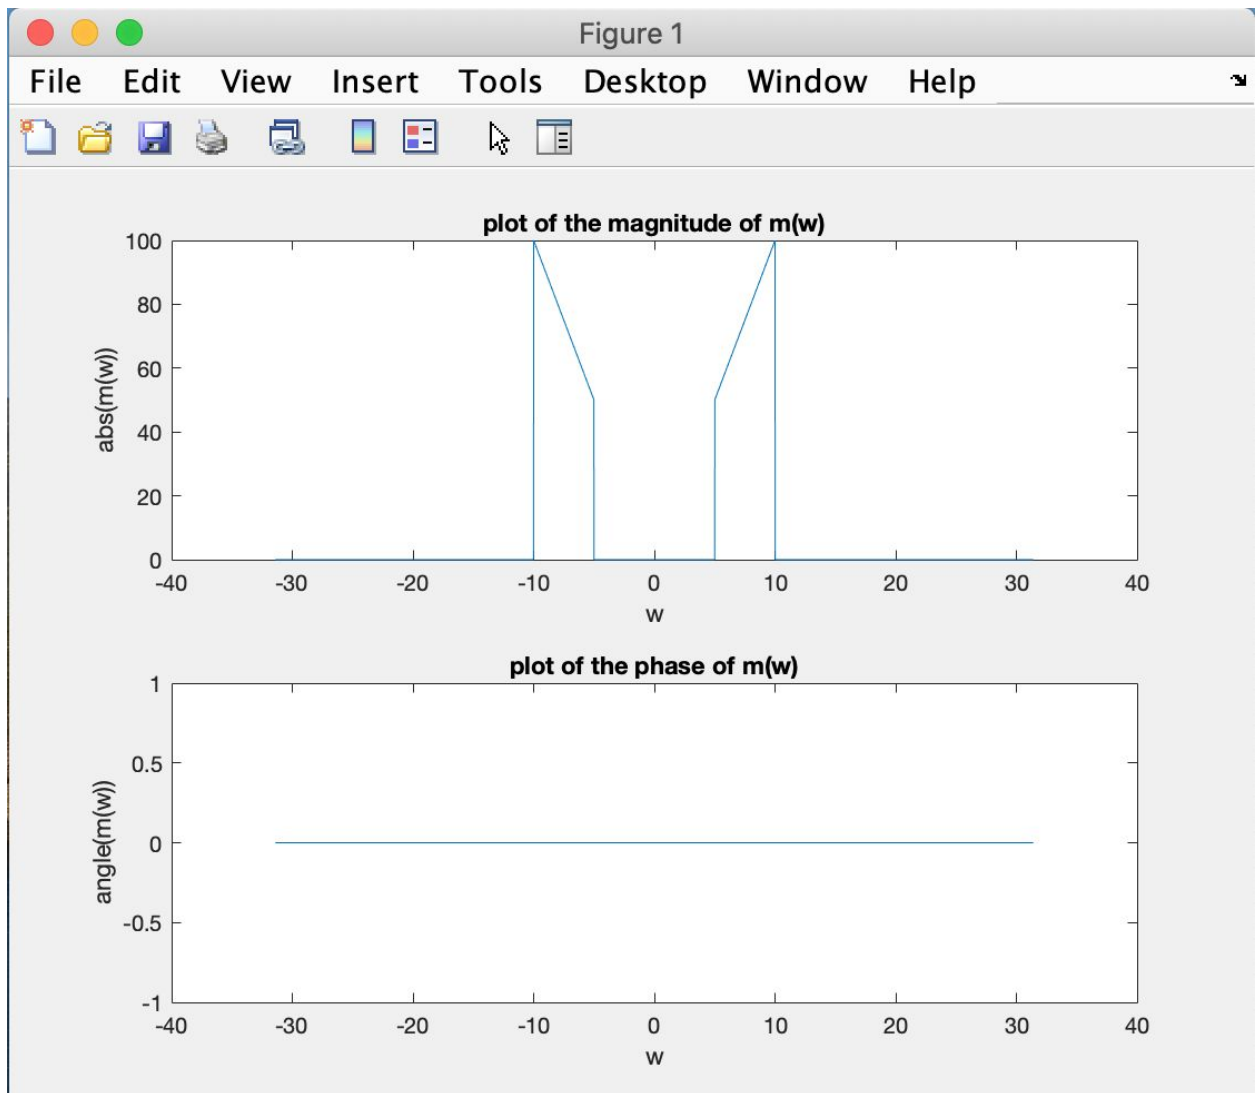 Figure 1
File Edit View Insert Tools Desktop Window Help
plot of the magnitude of m(w)
100
80
60
40
20
0
abs(m(w))
-40 -30 -20 -10 0 10 20 30 40
w
plot of the phase of m(w)
1
0.5
0
-0.5
-1
angle(m(w))
-40 -30 -20 -10 0 10 20 30 40
w